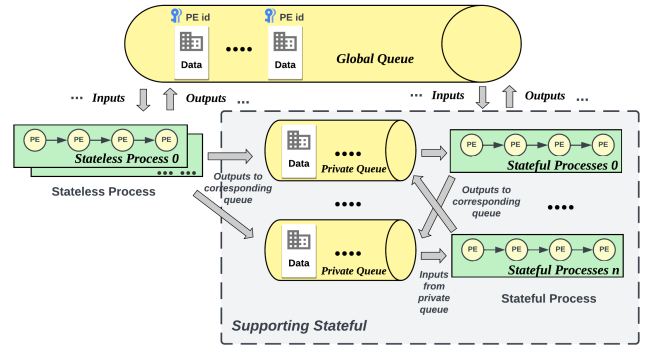 PE id
PE id
Data
••••
Data
Global Queue
... Inputs
Outputs ...
... Inputs
Outputs ...
PE PE PE PE
Stateless Process 0
... ...
Stateless Process
Outputs to
corresponding
queue
Data
••••
Private Queue
••••
Data
••••
Private Queue
PE PE PE PE
Stateful Processes 0
Outputs to
corresponding
queue
••••
PE PE PE PE
Stateful Processes n
Inputs
from
private
queue
Stateful Process
Supporting Stateful